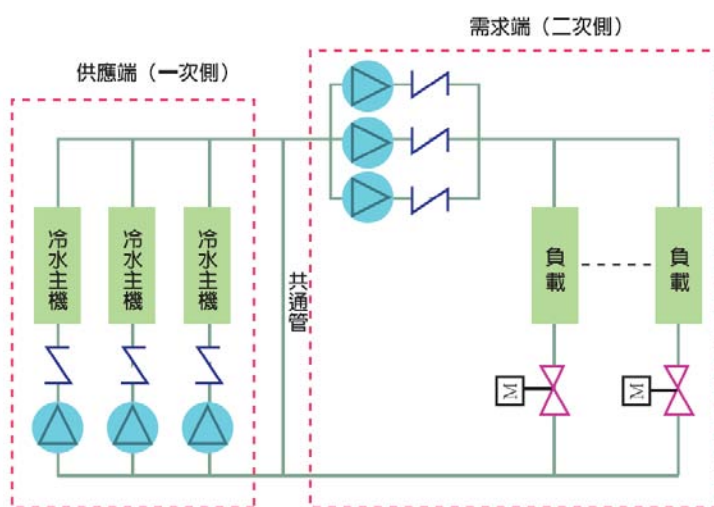 需求端（二次側）
供應端（一次側）
冷水主機
冷水主機
冷水主機
共通管
負載
負載
M
M